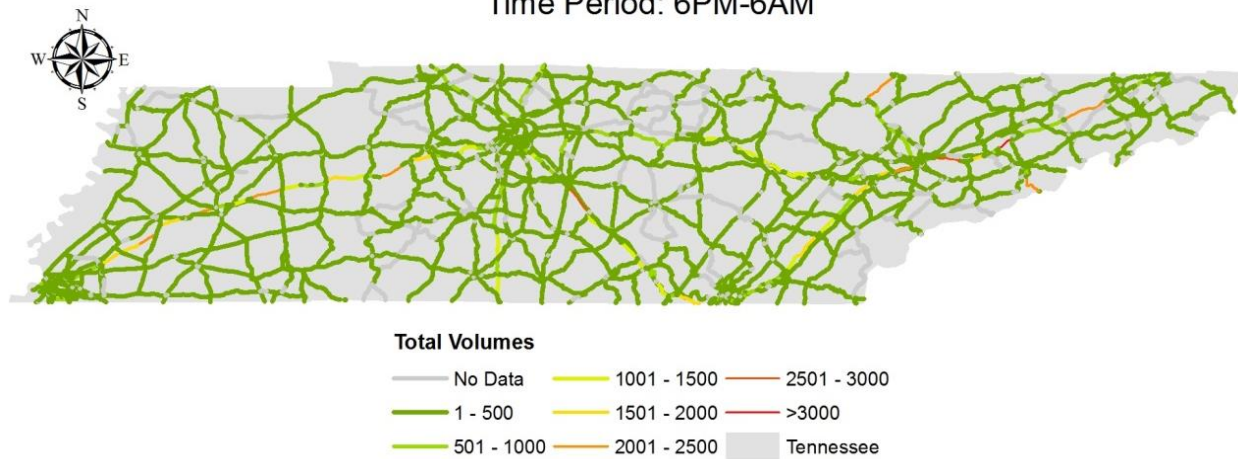 Time Period: 6PM-6AM
N
W E
S
Total Volumes
No Data 1001 - 1500 2501 - 3000
1 - 500 1501 - 2000 >3000
501 - 1000 2001 - 2500 Tennessee